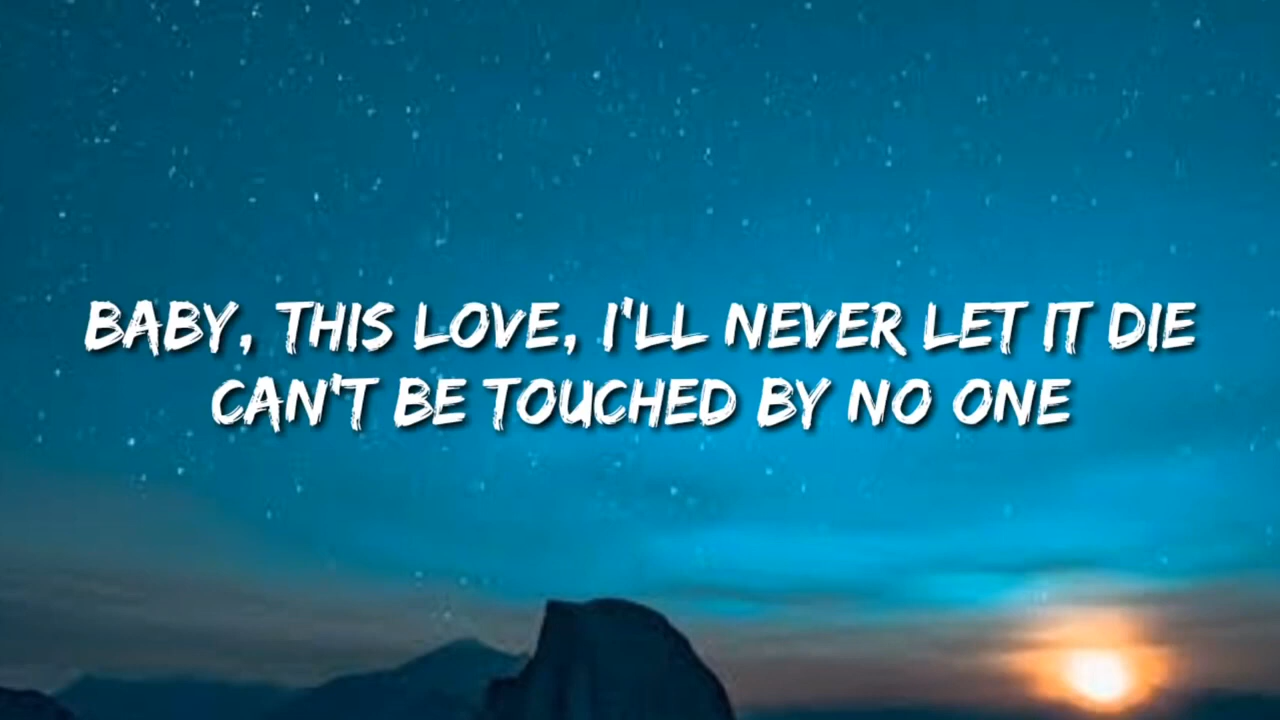 BABY, THIS LOVE, I'LL NEVER LET IT DIE
CAN'T BE TOUCHED BY NO ONE